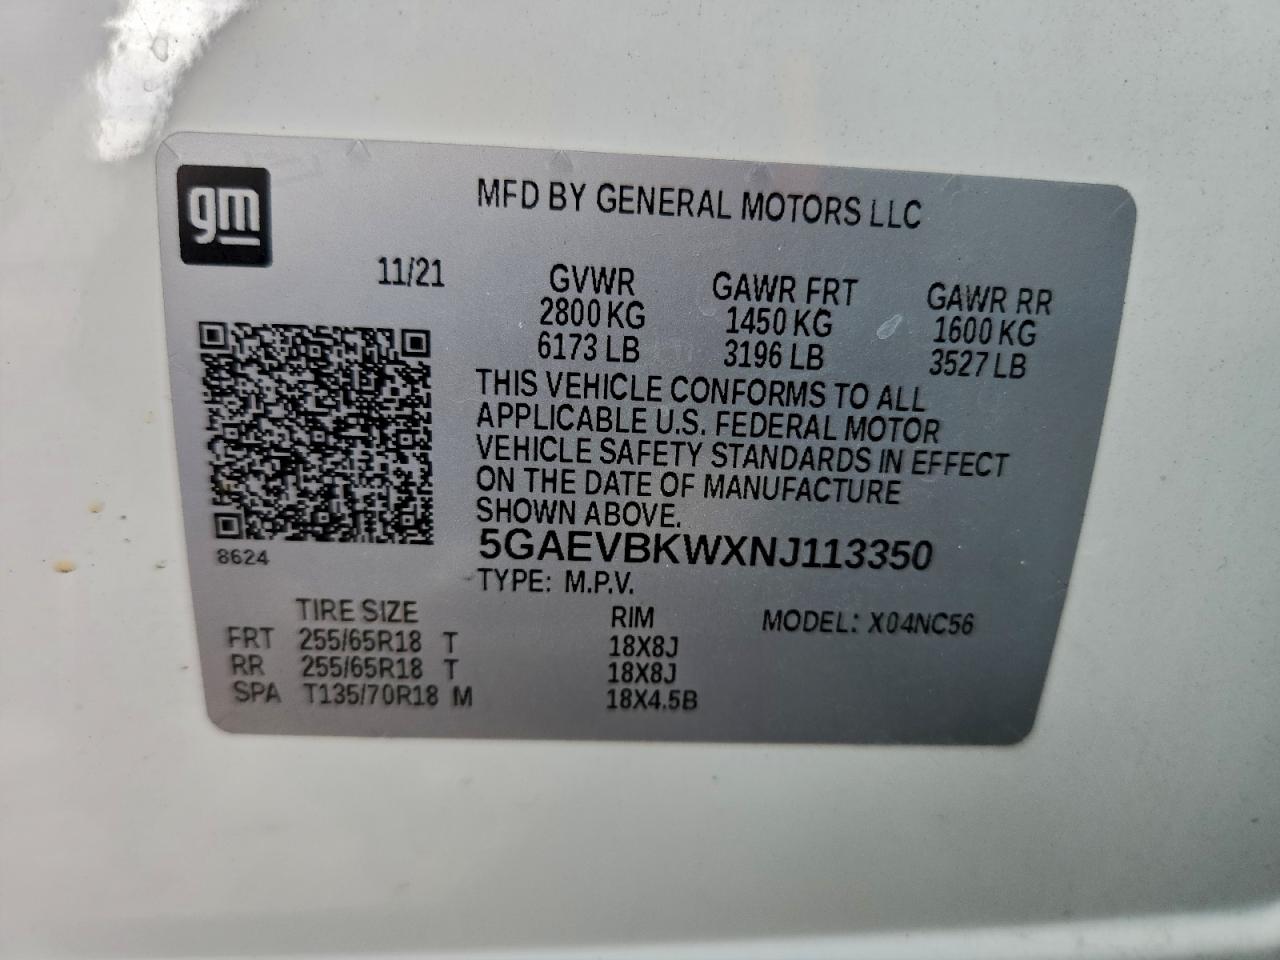 gm
MFD BY GENERAL MOTORS LLC
11/21
GVWR GAWR FRT GAWR RR
2800 KG 1450 KG 1600 KG
6173 LB 3196 LB 3527 LB
THIS VEHICLE CONFORMS TO ALL
APPLICABLE U.S. FEDERAL MOTOR
VEHICLE SAFETY STANDARDS IN EFFECT
ON THE DATE OF MANUFACTURE
SHOWN ABOVE.
8624
5GAEVBKWXNJ113350
TYPE: M.P.V.
TIRE SIZE RIM MODEL: X04NC56
FRT 255/65R18 T 18X8J
RR 255/65R18 T 18X8J
SPA T135/70R18 M 18X4.5B